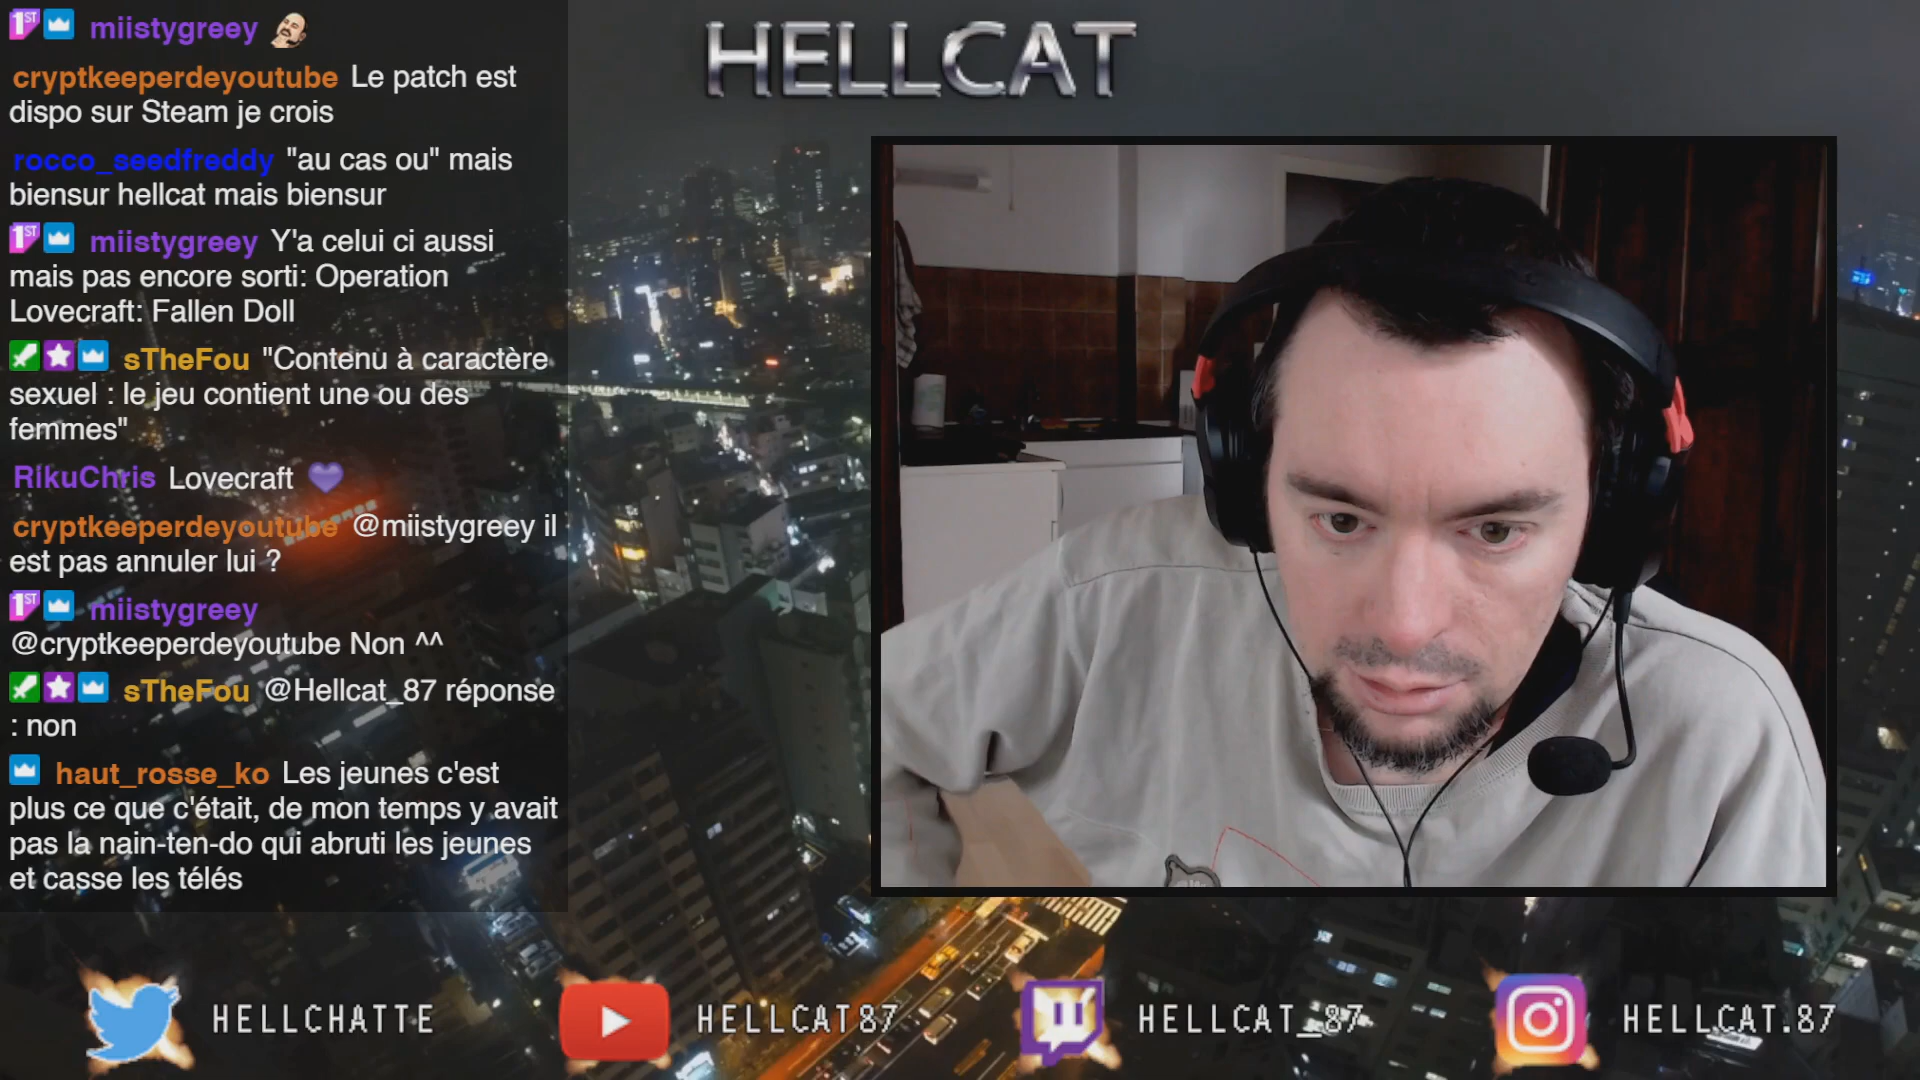 HELLCAT
1ST miistygreey
cryptkeeperdeyoutube Le patch est
dispo sur Steam je crois
rocco_seedfreddy "au cas ou" mais
biensur hellcat mais biensur
1ST miistygreey Y'a celui ci aussi
mais pas encore sorti: Operation
Lovecraft: Fallen Doll
sTheFou "Contenu à caractère
sexuel : le jeu contient une ou des
femmes"
RikuChris Lovecraft 💜
cryptkeeperdeyoutube @miistygreey il
est pas annuler lui ?
1ST miistygreey
@cryptkeeperdeyoutube Non ^^
sTheFou @Hellcat_87 réponse
: non
haut_rosse_ko Les jeunes c'est
plus ce que c'était, de mon temps y avait
pas la nain-ten-do qui abruti les jeunes
et casse les télés
HELLCHATTE
HELLCAT87
HELLCAT_87
HELLCAT.87